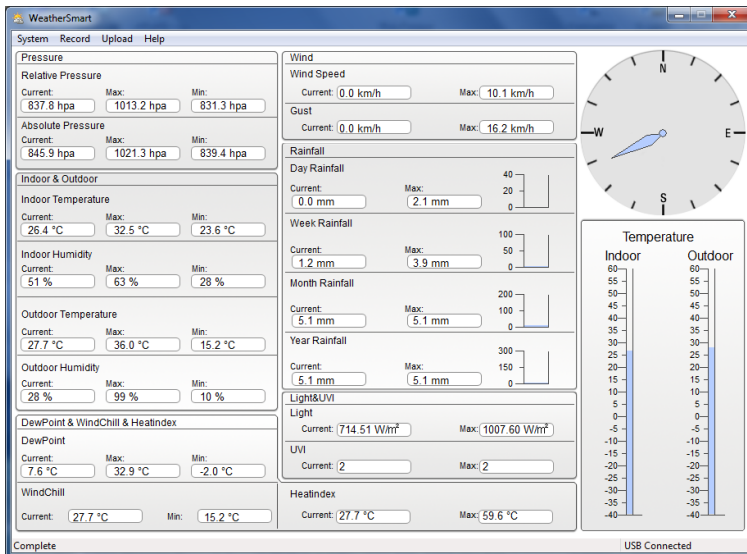 WeatherSmart
System Record Upload Help
Pressure
Relative Pressure
Current: Max: Min:
837.8 hpa 1013.2 hpa 831.3 hpa
Absolute Pressure
Current: Max: Min:
845.9 hpa 1021.3 hpa 839.4 hpa
Indoor & Outdoor
Indoor Temperature
Current: Max: Min:
26.4 °C 32.5 °C 23.6 °C
Indoor Humidity
Current: Max: Min:
51 % 63 % 28 %
Outdoor Temperature
Current: Max: Min:
27.7 °C 36.0 °C 15.2 °C
Outdoor Humidity
Current: Max: Min:
28 % 99 % 10 %
DewPoint & WindChill & Heatindex
DewPoint
Current: Max: Min:
7.6 °C 32.9 °C -2.0 °C
WindChill
Current: 27.7 °C Min: 15.2 °C
Wind
Wind Speed
Current: 0.0 km/h Max: 10.1 km/h
Gust
Current: 0.0 km/h Max: 16.2 km/h
Rainfall
Day Rainfall
Current: Max:
0.0 mm 2.1 mm
40
20
0
Week Rainfall
Current: Max:
1.2 mm 3.9 mm
100
50
0
Month Rainfall
Current: Max:
5.1 mm 5.1 mm
200
100
0
Year Rainfall
Current: Max:
5.1 mm 5.1 mm
300
150
0
Light&UVI
Light
Current: 714.51 W/m² Max: 1007.60 W/m²
UVI
Current: 2 Max: 2
Heatindex
Current: 27.7 °C Max: 59.6 °C
N
W E
S
Temperature
Indoor Outdoor
60 60
55 55
50 50
45 45
40 40
35 35
30 30
25 25
20 20
15 15
10 10
5 5
0 0
-5 -5
-10 -10
-15 -15
-20 -20
-25 -25
-30 -30
-35 -35
-40 -40
Complete USB Connected